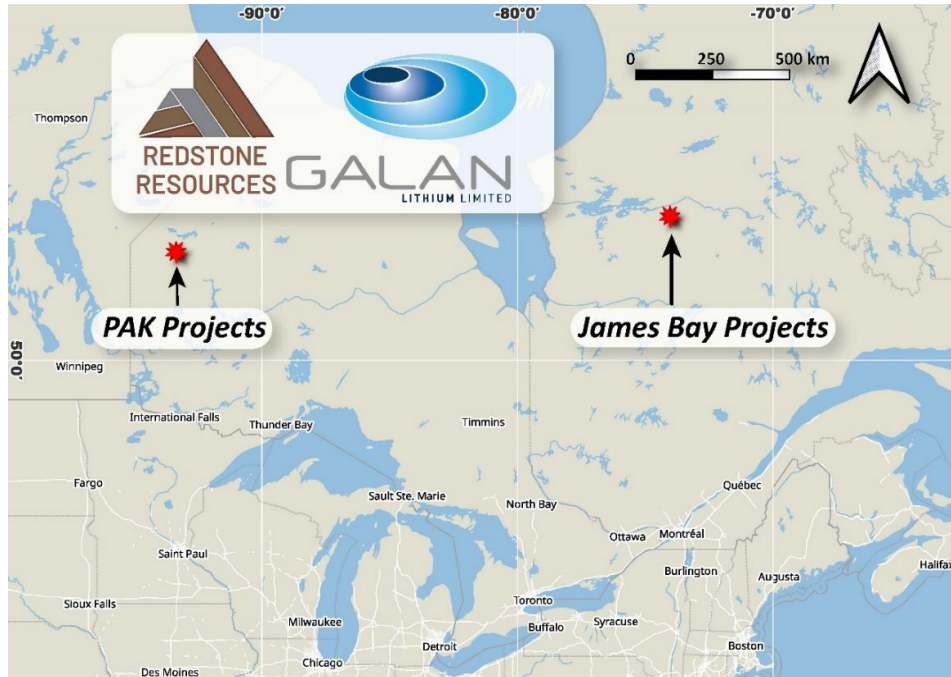 -90°0'
-80°0'
-70°0'
0 250 500 km
Thompson
REDSTONE
RESOURCES
GALAN
LITHIUM LIMITED
PAK Projects
James Bay Projects
50°0'
Winnipeg
International Falls
Thunder Bay
Timmins
Fargo
Sault Ste. Marie
North Bay
Québec
Ottawa
Montréal
Saint Paul
Burlington
Augusta
Halifax
Sioux Falls
Milwaukee
Toronto
Buffalo
Syracuse
Detroit
Boston
Chicago
Des Moines